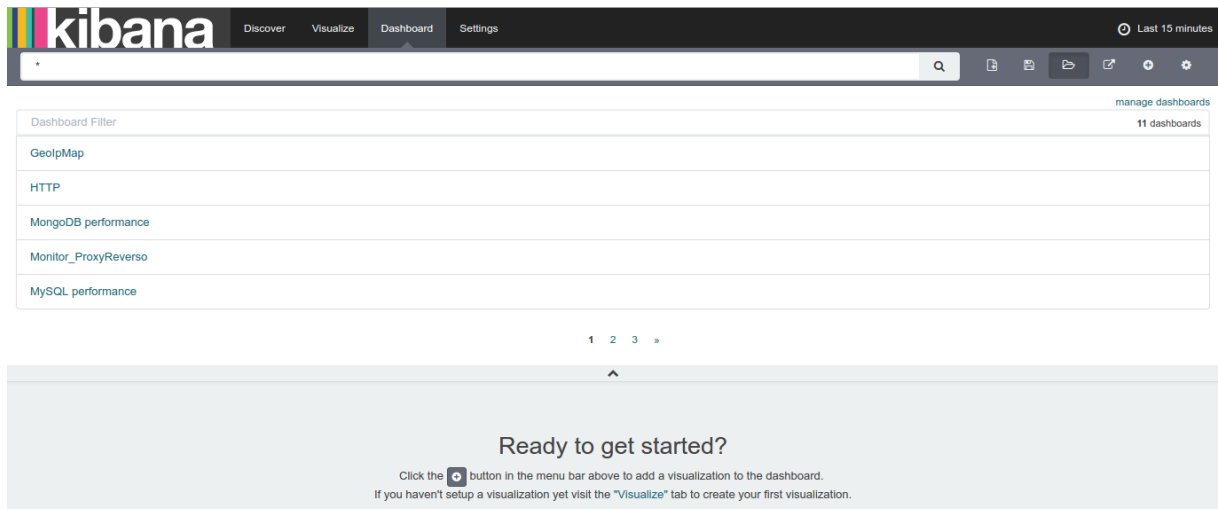 kibana Discover Visualize Dashboard Settings Last 15 minutes
*
manage dashboards
Dashboard Filter 11 dashboards
GeoIpMap
HTTP
MongoDB performance
Monitor_ProxyReverso
MySQL performance
1 2 3 »
Ready to get started?
Click the button in the menu bar above to add a visualization to the dashboard.
If you haven't setup a visualization yet visit the "Visualize" tab to create your first visualization.